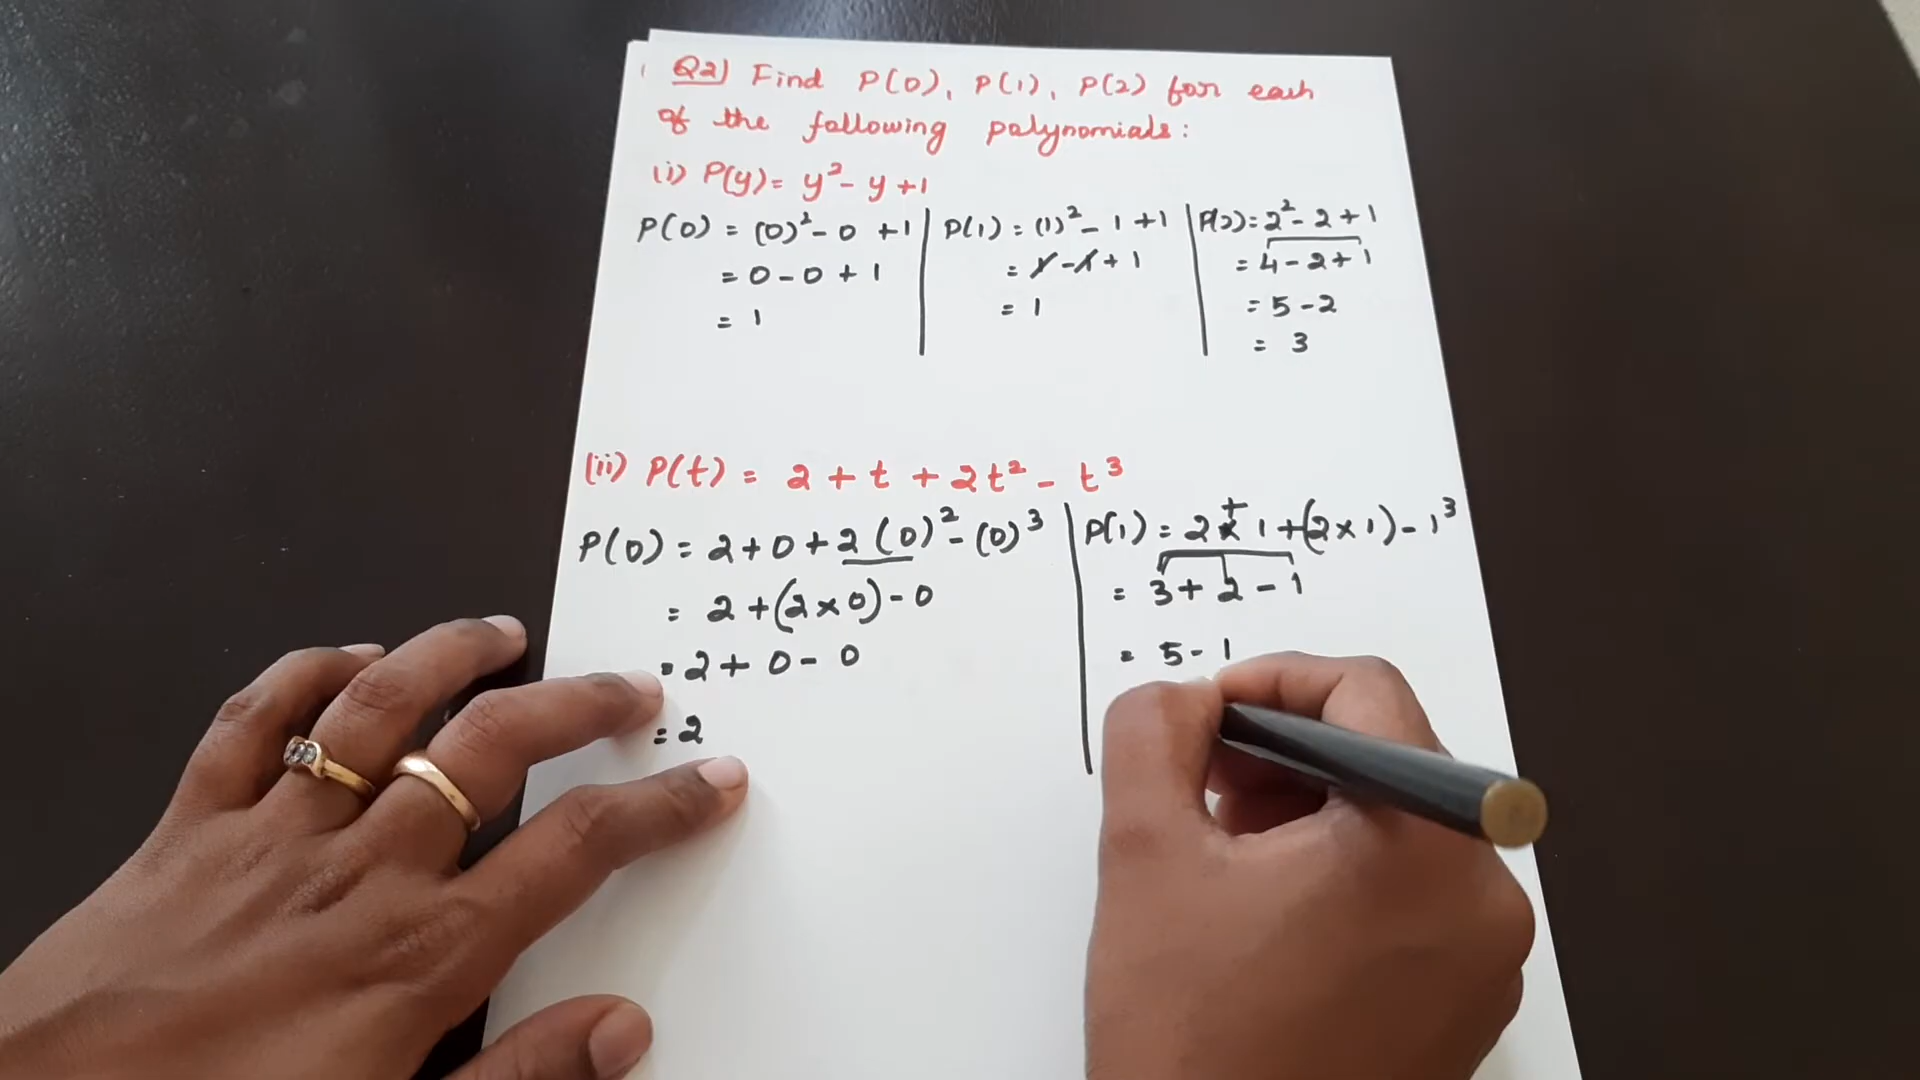 Q2) Find P(0), P(1), P(2) for each
of the following polynomials:
(i) P(y) = y² - y + 1
P(0) = (0)² - 0 + 1
= 0 - 0 + 1
= 1
P(1) = (1)² - 1 + 1
= 1 - 1 + 1
= 1
P(2) = 2² - 2 + 1
= 4 - 2 + 1
= 5 - 2
= 3
(ii) P(t) = 2 + t + 2t² - t³
P(0) = 2 + 0 + 2(0)² - (0)³
= 2 + (2 × 0) - 0
= 2 + 0 - 0
= 2
P(1) = 2 + 1 + (2 × 1) - 1³
= 3 + 2 - 1
= 5 - 1